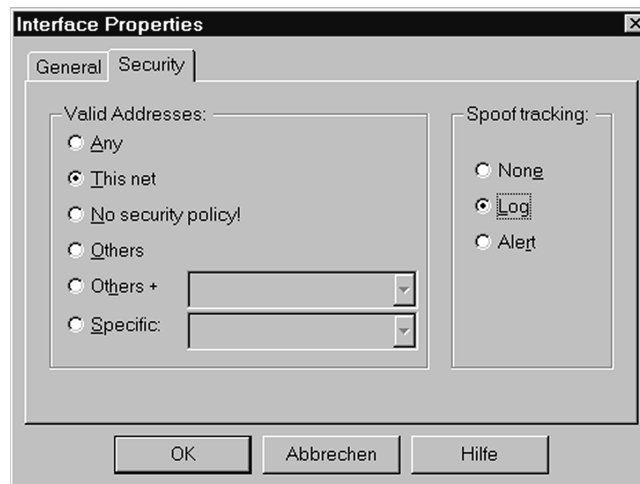 Interface Properties
General Security
Valid Addresses:
Any
This net
No security policy!
Others
Others +
Specific:
Spoof tracking:
None
Log
Alert
OK Abbrechen Hilfe